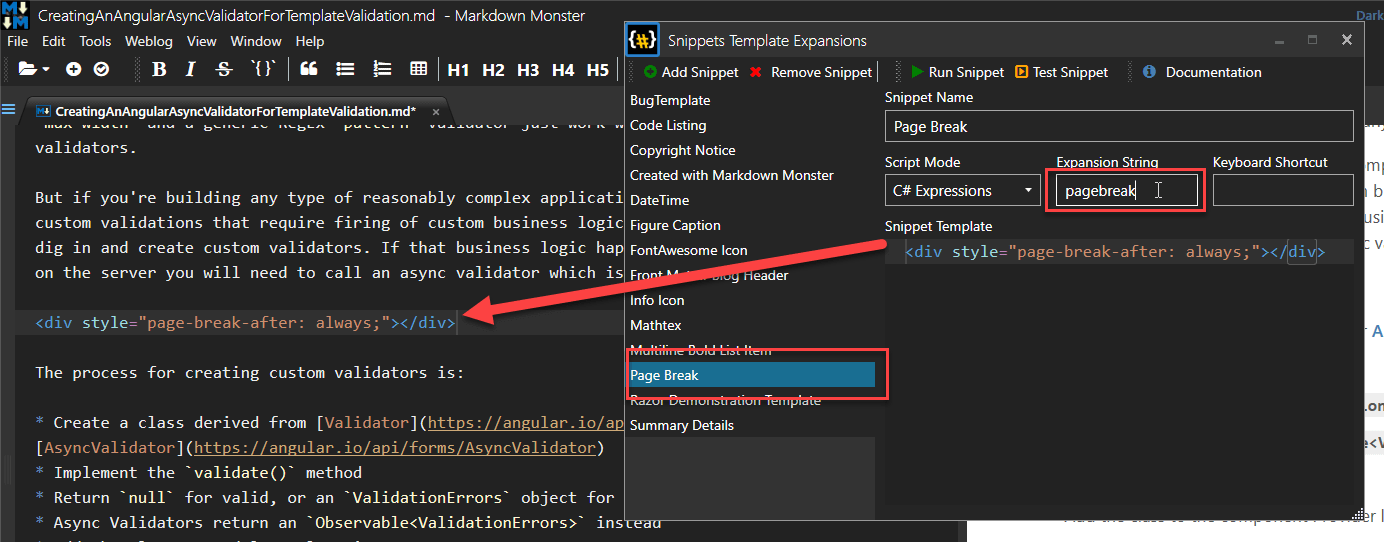 CreatingAnAngularAsyncValidatorForTemplateValidation.md - Markdown Monster
Dark
File Edit Tools Weblog View Window Help
B I S `{}` H1 H2 H3 H4 H5
CreatingAnAngularAsyncValidatorForTemplateValidation.md* ×
validators.
But if you're building any type of reasonably complex
custom validations that require firing of custom business
dig in and create custom validators. If that business logic
on the server you will need to call an async validator which is
<div style="page-break-after: always;"></div>
The process for creating custom validators is:
* Create a class derived from [Validator](https://angular.io/
[AsyncValidator](https://angular.io/api/forms/AsyncValidator)
* Implement the `validate()` method
* Return `null` for valid, or an `ValidationErrors` object for
* Async Validators return an `Observable<ValidationErrors>` instead
{#} Snippets Template Expansions
Add Snippet Remove Snippet Run Snippet Test Snippet Documentation
BugTemplate
Code Listing
Copyright Notice
Created with Markdown Monster
DateTime
Figure Caption
FontAwesome Icon
Front Blog Header
Info Icon
Mathtex
Multiline Bold List Item
Page Break
Razor Demonstration Template
Summary Details
Snippet Name
Page Break
Script Mode Expansion String Keyboard Shortcut
C# Expressions pagebreak
Snippet Template
<div style="page-break-after: always;"></div>